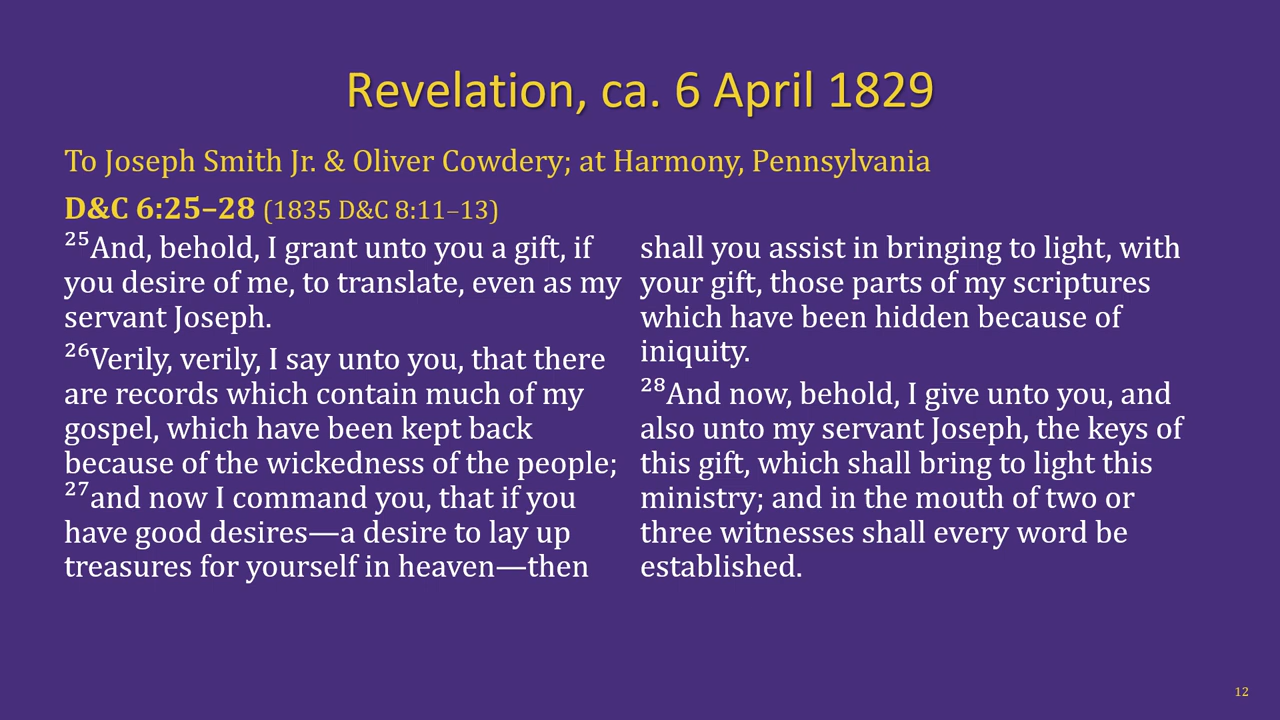 Revelation, ca. 6 April 1829
To Joseph Smith Jr. & Oliver Cowdery; at Harmony, Pennsylvania
D&C 6:25–28 (1835 D&C 8:11–13)
²⁵And, behold, I grant unto you a gift, if
you desire of me, to translate, even as my
servant Joseph.
²⁶Verily, verily, I say unto you, that there
are records which contain much of my
gospel, which have been kept back
because of the wickedness of the people;
²⁷and now I command you, that if you
have good desires—a desire to lay up
treasures for yourself in heaven—then
shall you assist in bringing to light, with
your gift, those parts of my scriptures
which have been hidden because of
iniquity.
²⁸And now, behold, I give unto you, and
also unto my servant Joseph, the keys of
this gift, which shall bring to light this
ministry; and in the mouth of two or
three witnesses shall every word be
established.
12